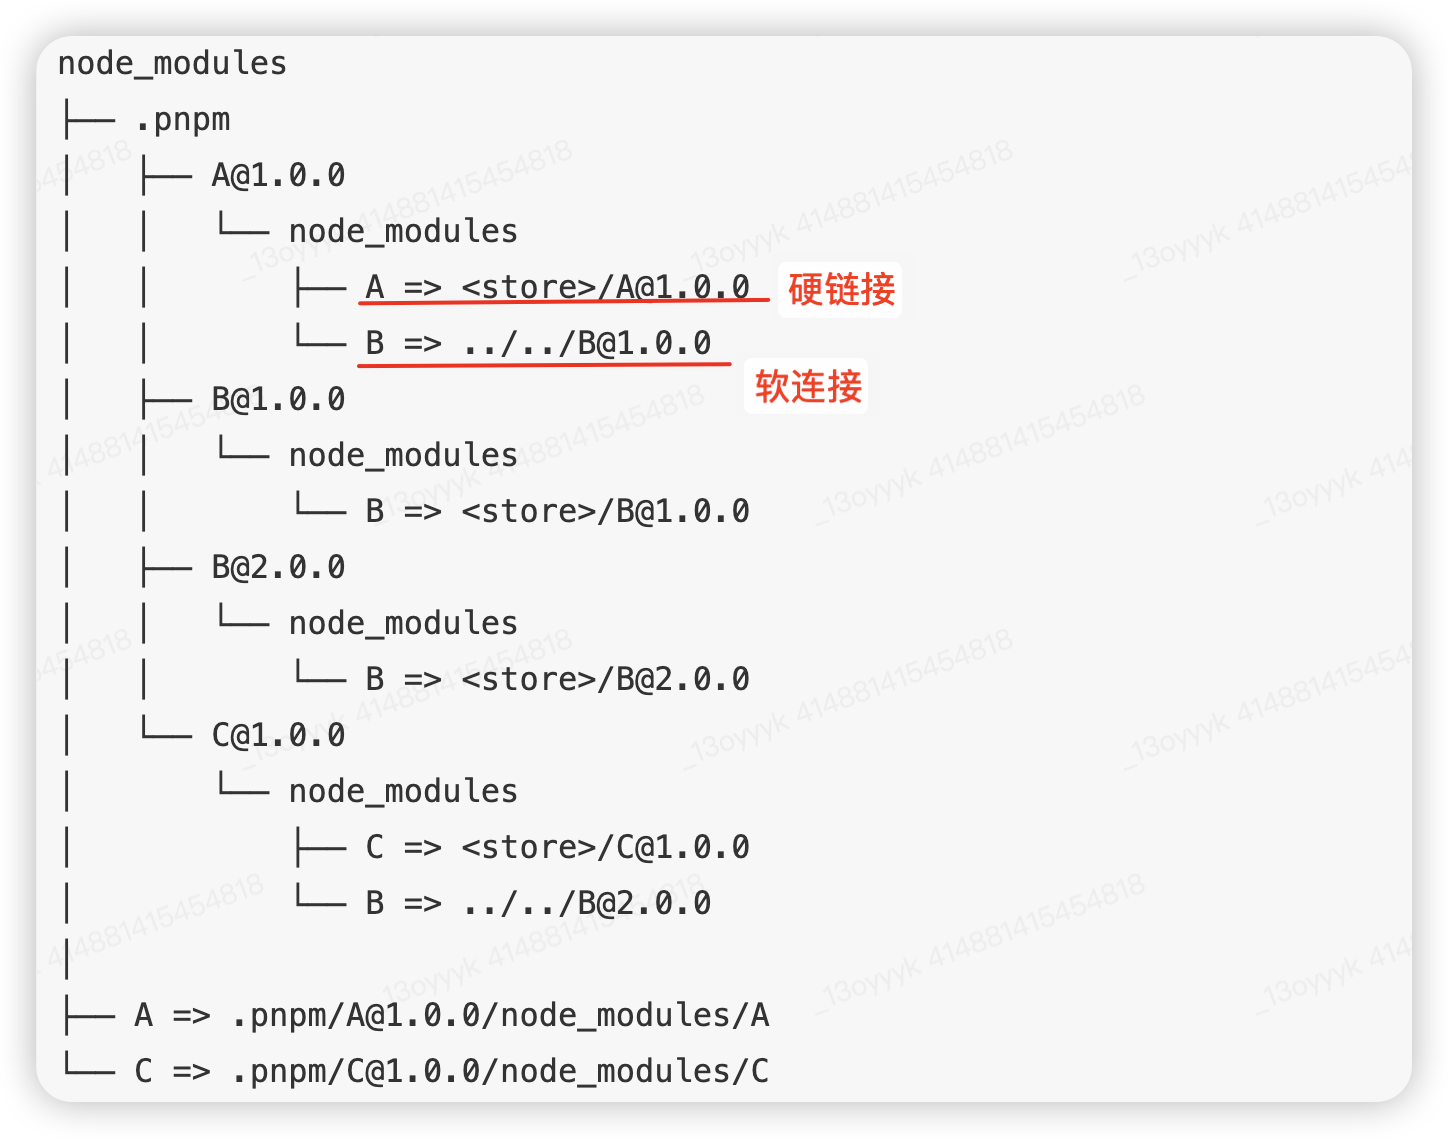 node_modules
├── .pnpm
│   ├── A@1.0.0
│   │   └── node_modules
│   │       ├── A => <store>/A@1.0.0 硬链接
│   │       └── B => ../../B@1.0.0
软连接
│   ├── B@1.0.0
│   │   └── node_modules
│   │       └── B => <store>/B@1.0.0
│   ├── B@2.0.0
│   │   └── node_modules
│   │       └── B => <store>/B@2.0.0
│   └── C@1.0.0
│       └── node_modules
│           ├── C => <store>/C@1.0.0
│           └── B => ../../B@2.0.0
│
├── A => .pnpm/A@1.0.0/node_modules/A
└── C => .pnpm/C@1.0.0/node_modules/C